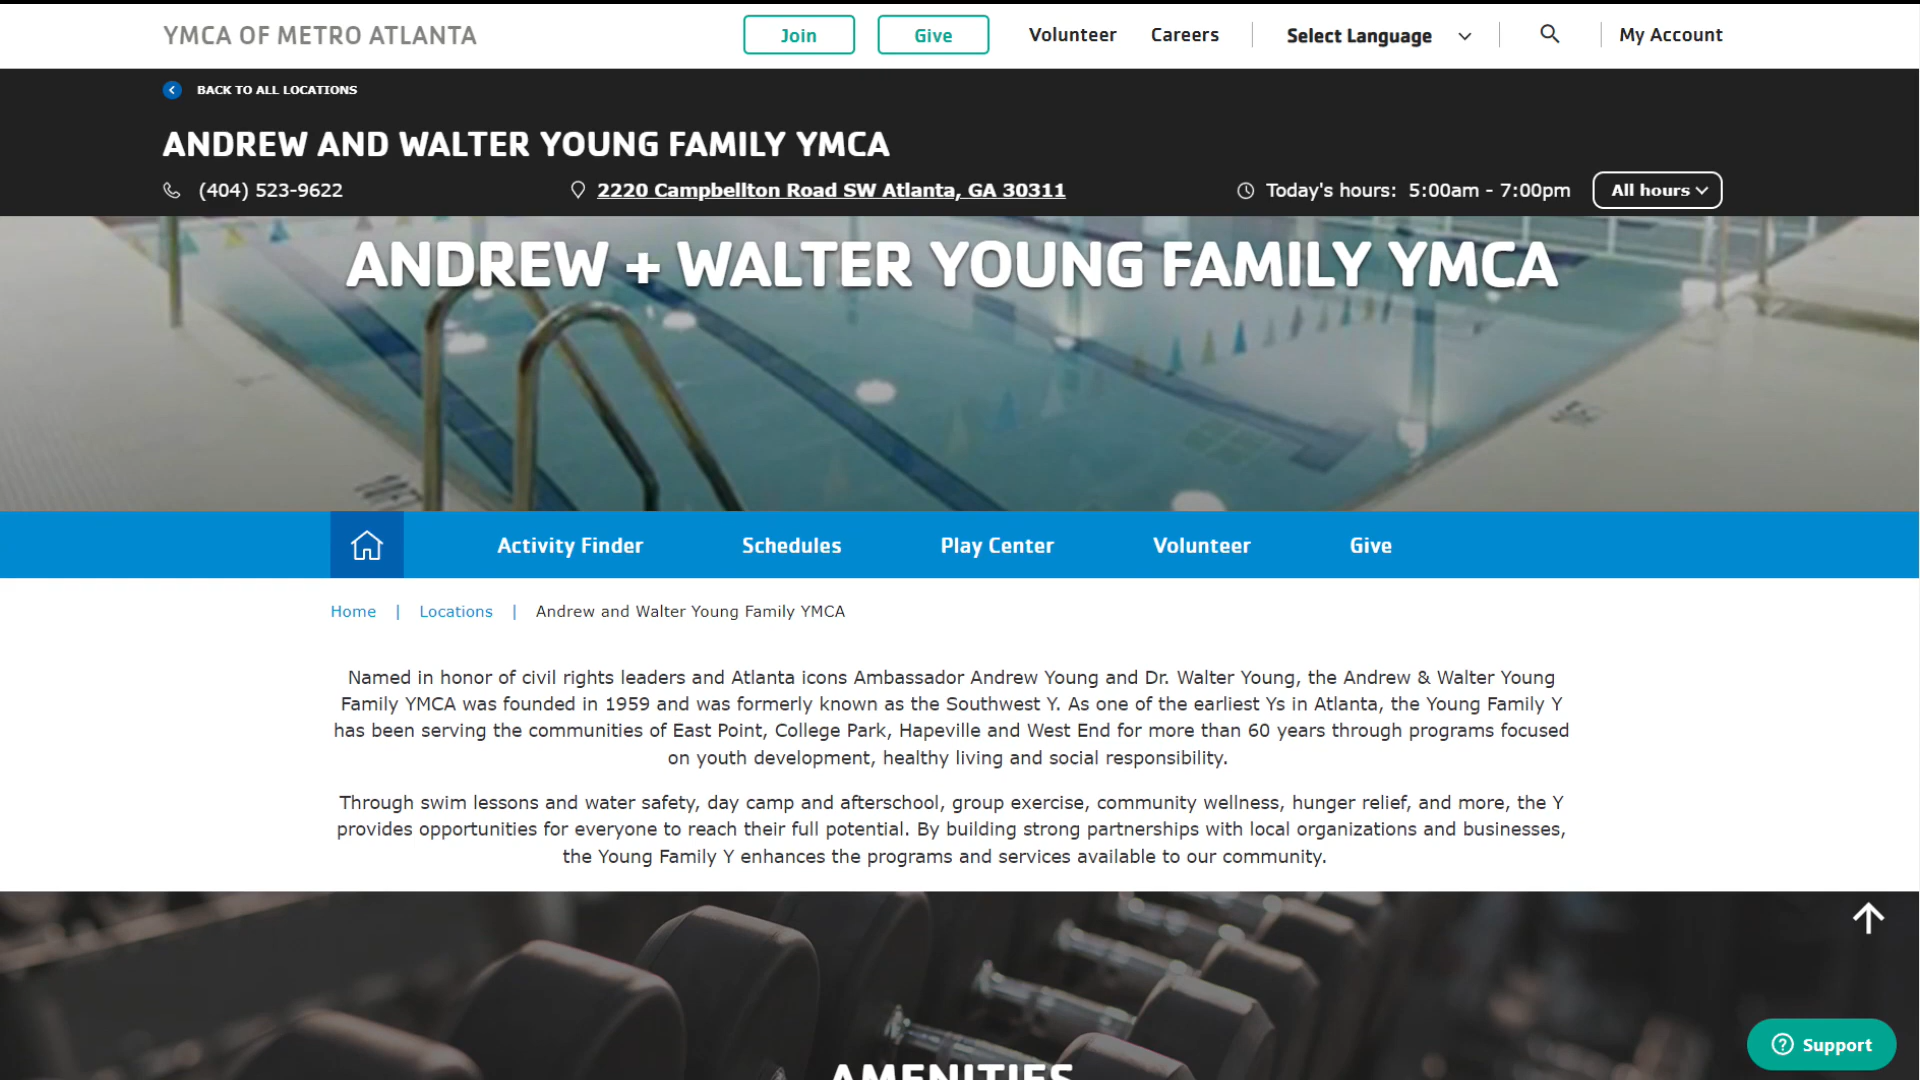 YMCA OF METRO ATLANTA
Join
Give
Volunteer
Careers
Select Language
My Account
BACK TO ALL LOCATIONS
ANDREW AND WALTER YOUNG FAMILY YMCA
(404) 523-9622
2220 Campbellton Road SW Atlanta, GA 30311
Today's hours: 5:00am - 7:00pm
All hours
ANDREW + WALTER YOUNG FAMILY YMCA
Activity Finder
Schedules
Play Center
Volunteer
Give
Home | Locations | Andrew and Walter Young Family YMCA
Named in honor of civil rights leaders and Atlanta icons Ambassador Andrew Young and Dr. Walter Young, the Andrew & Walter Young
Family YMCA was founded in 1959 and was formerly known as the Southwest Y. As one of the earliest Ys in Atlanta, the Young Family Y
has been serving the communities of East Point, College Park, Hapeville and West End for more than 60 years through programs focused
on youth development, healthy living and social responsibility.
Through swim lessons and water safety, day camp and afterschool, group exercise, community wellness, hunger relief, and more, the Y
provides opportunities for everyone to reach their full potential. By building strong partnerships with local organizations and businesses,
the Young Family Y enhances the programs and services available to our community.
AMENITIES
Support